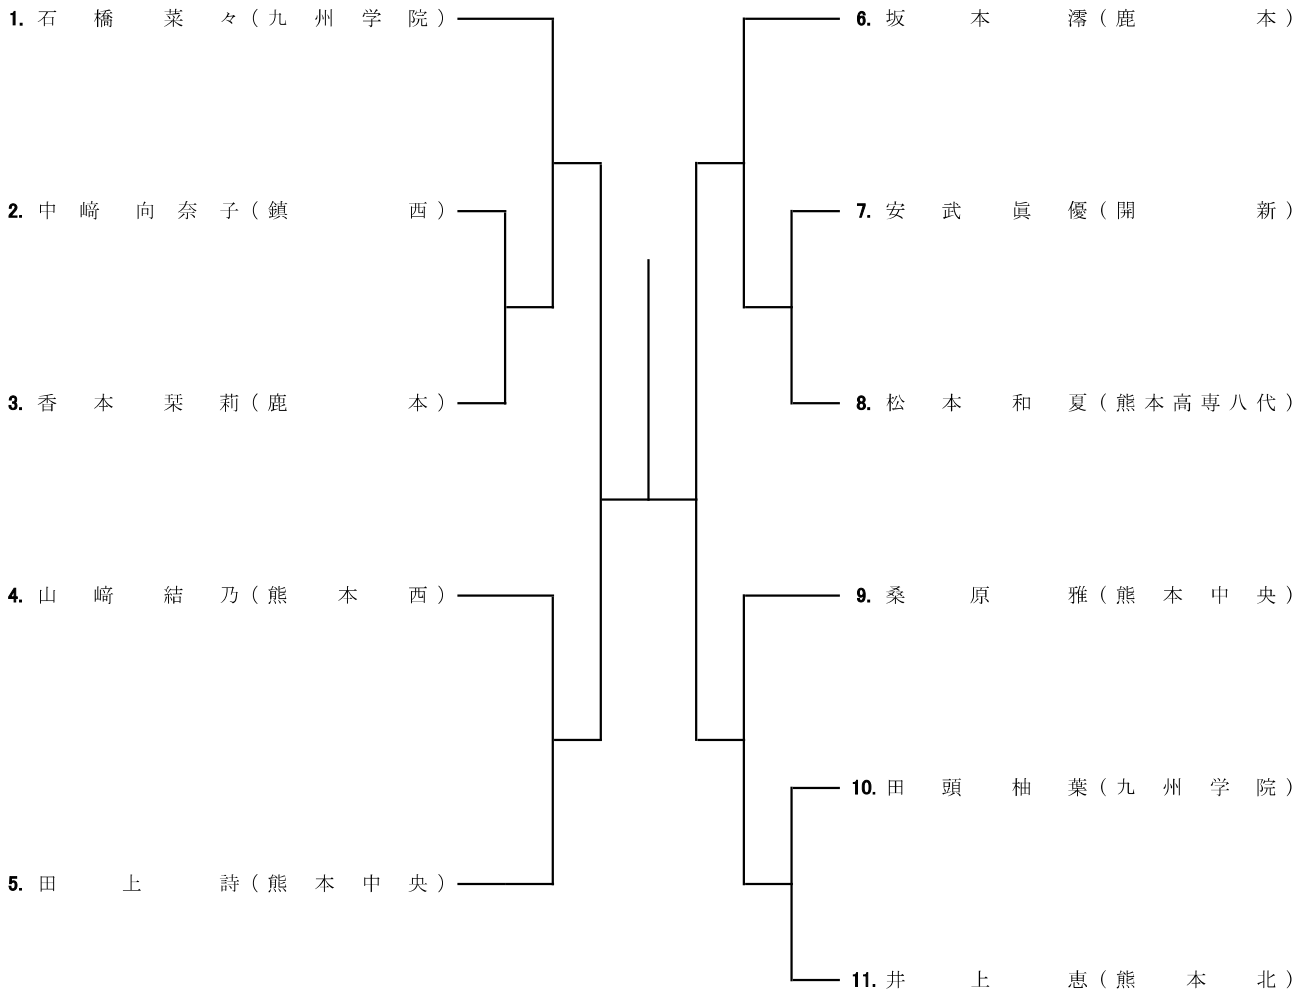 1. 石橋菜々(九州学院)
2. 中﨑向奈子(鎮西)
3. 香本栞莉(鹿本)
4. 山﨑結乃(熊本西)
5. 田上詩(熊本中央)
6. 坂本澪(鹿本)
7. 安武眞優(開新)
8. 松本和夏(熊本高専八代)
9. 桑原雅(熊本中央)
10. 田頭柚葉(九州学院)
11. 井上恵(熊本北)